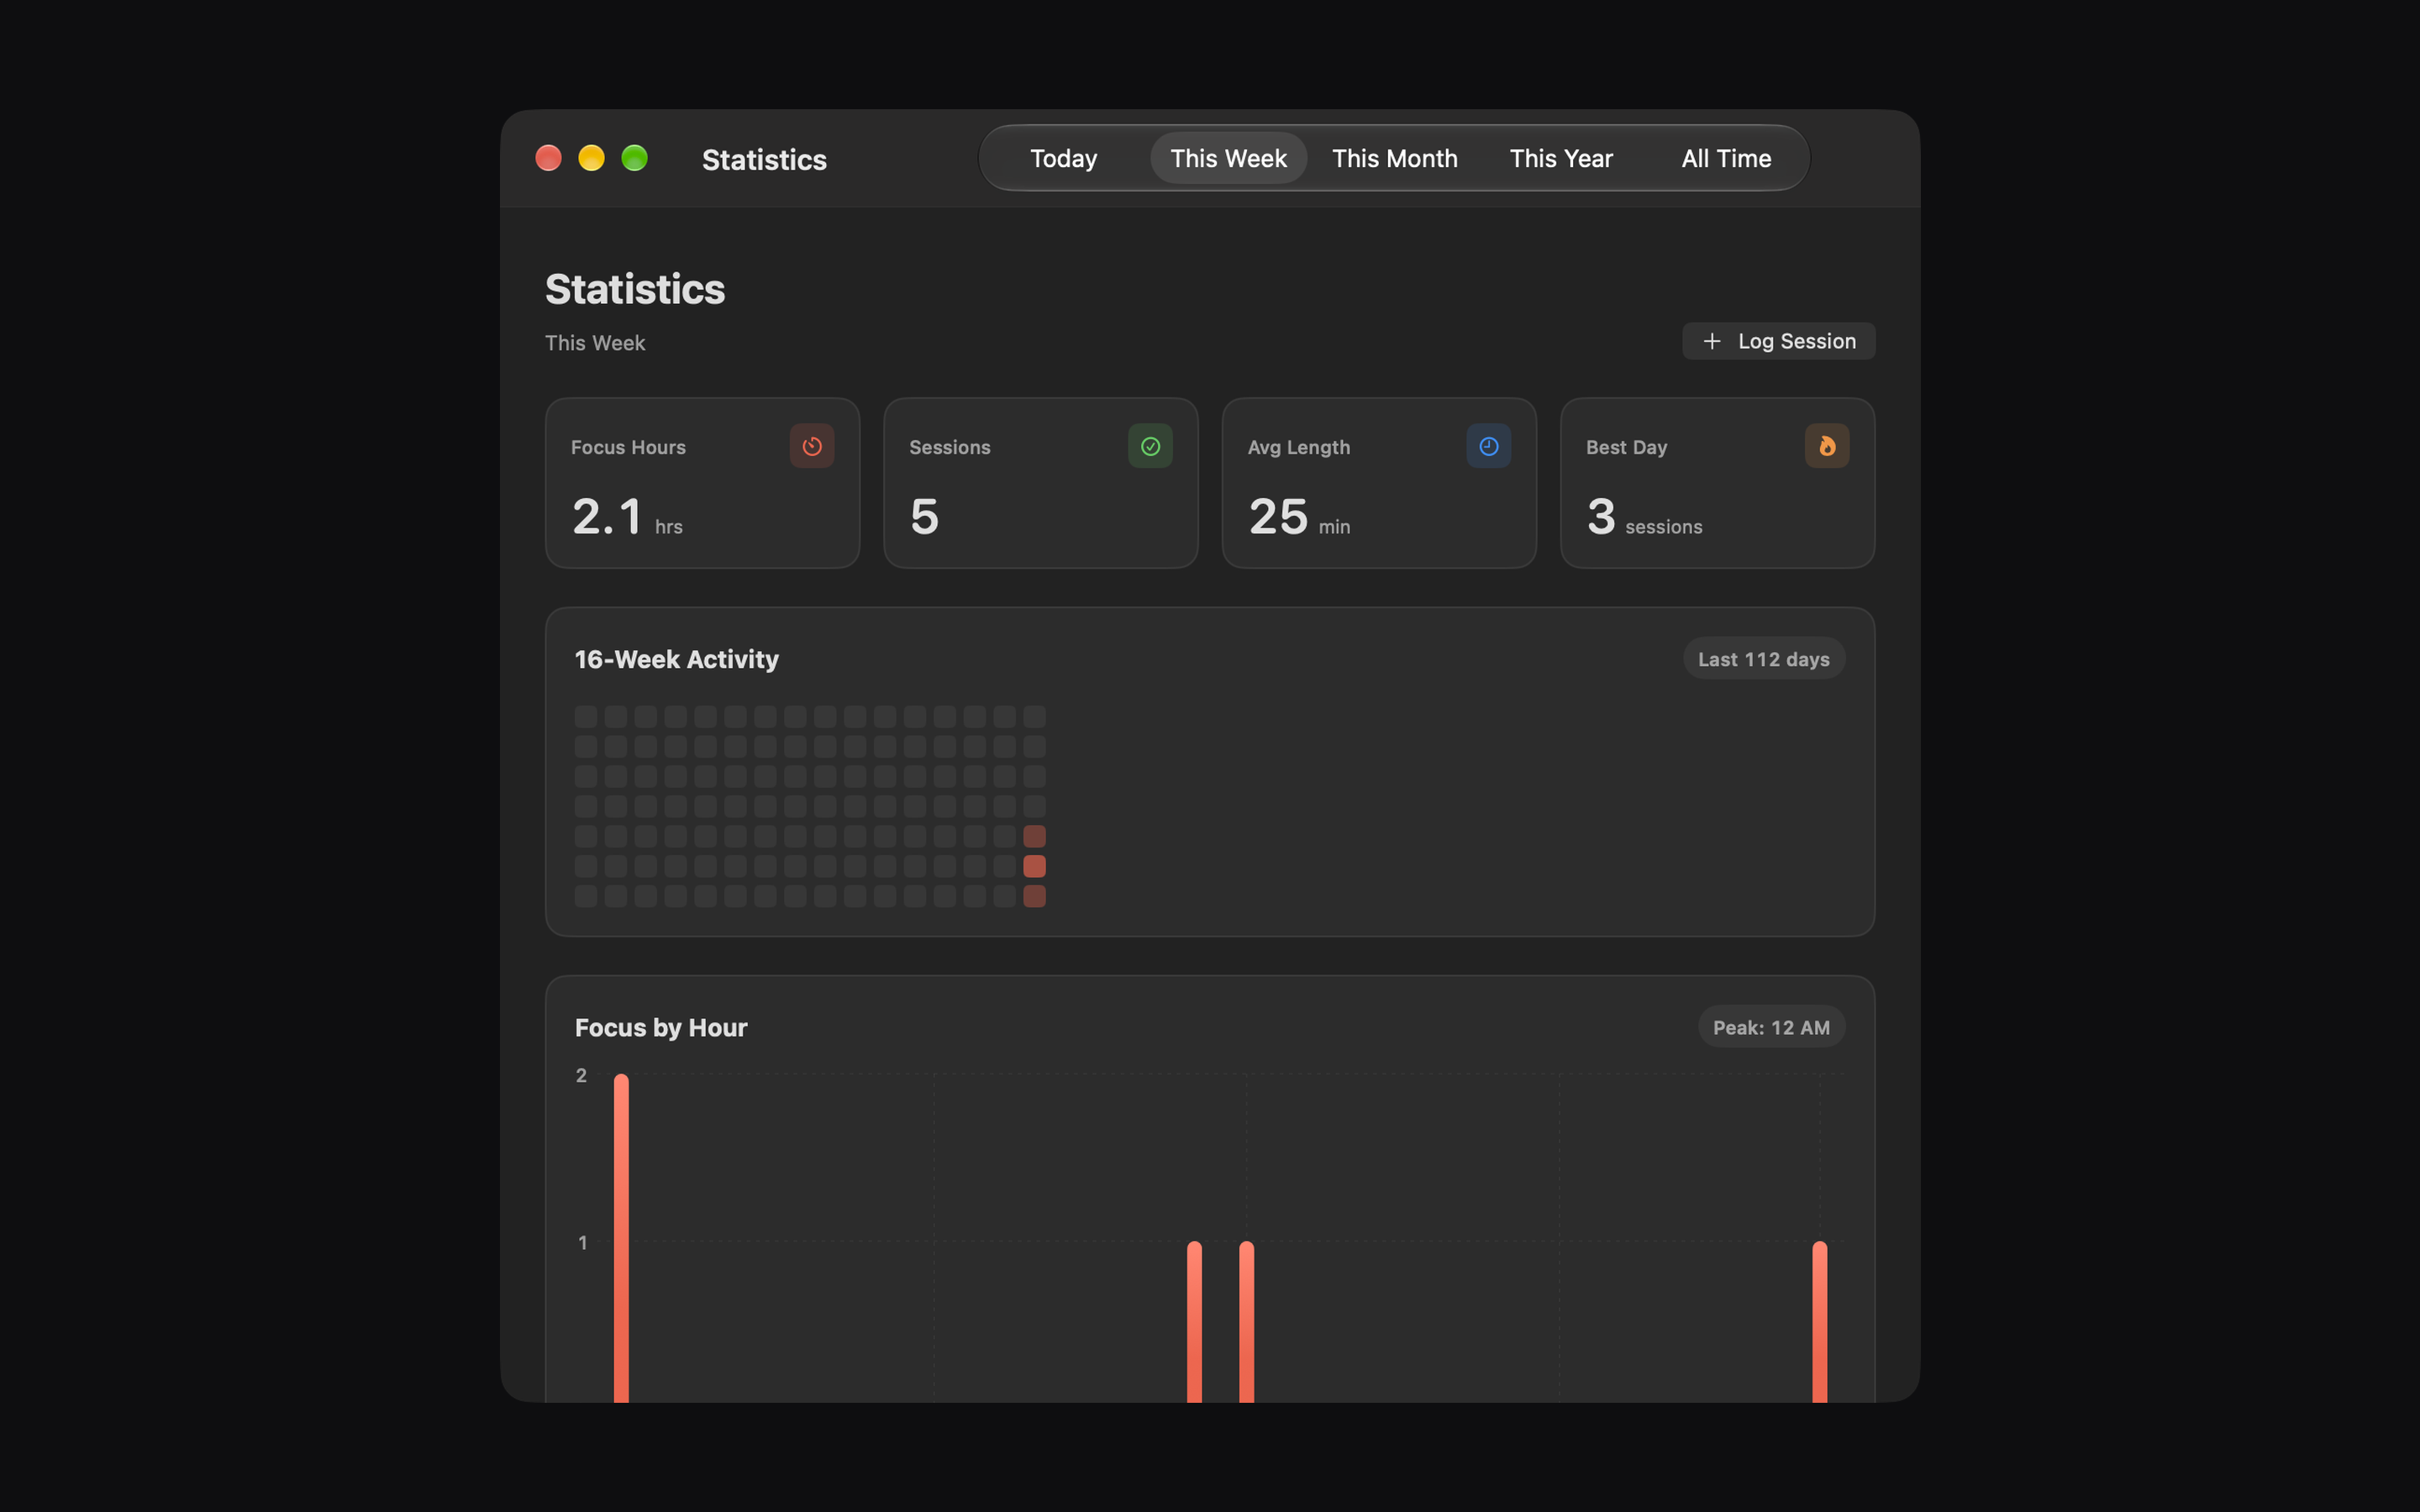 Statistics
Today
This Week
This Month
This Year
All Time
Statistics
This Week
+ Log Session
Focus Hours
2.1 hrs
Sessions
5
Avg Length
25 min
Best Day
3 sessions
16-Week Activity
Last 112 days
Focus by Hour
Peak: 12 AM
2
1